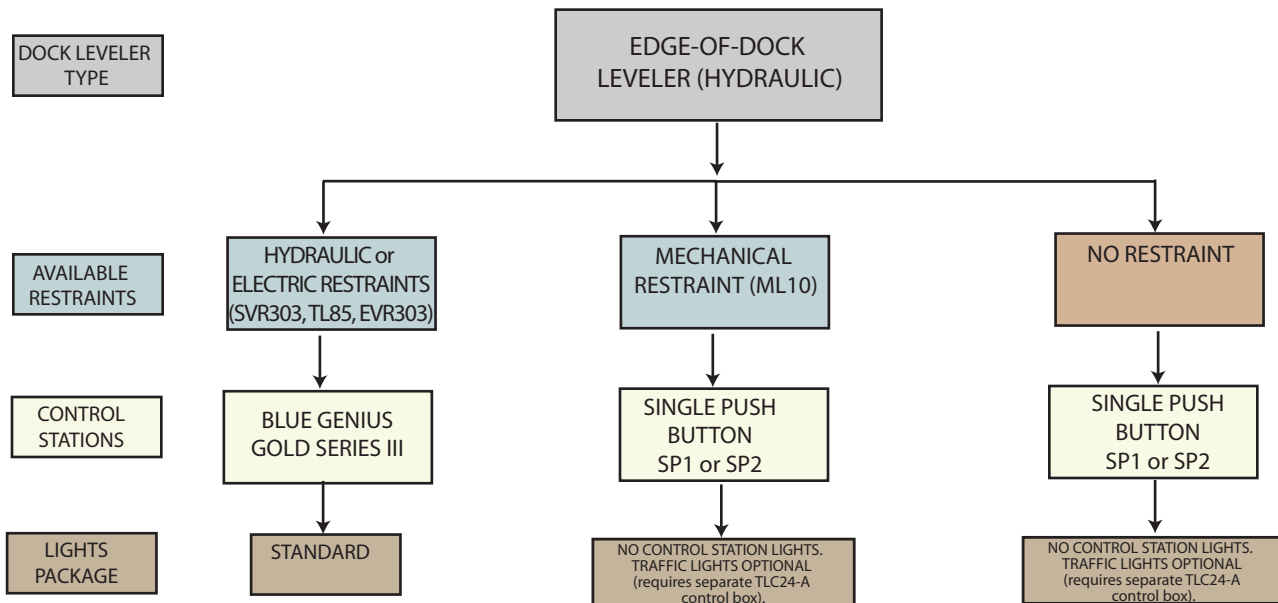 DOCK LEVELER
TYPE
EDGE-OF-DOCK
LEVELER (HYDRAULIC)
AVAILABLE
RESTRAINTS
HYDRAULIC or
ELECTRIC RESTRAINTS
(SVR303, TL85, EVR303)
MECHANICAL
RESTRAINT (ML10)
NO RESTRAINT
CONTROL
STATIONS
BLUE GENIUS
GOLD SERIES III
SINGLE PUSH
BUTTON
SP1 or SP2
SINGLE PUSH
BUTTON
SP1 or SP2
LIGHTS
PACKAGE
STANDARD
NO CONTROL STATION LIGHTS.
TRAFFIC LIGHTS OPTIONAL
(requires separate TLC24-A
control box).
NO CONTROL STATION LIGHTS.
TRAFFIC LIGHTS OPTIONAL
(requires separate TLC24-A
control box).